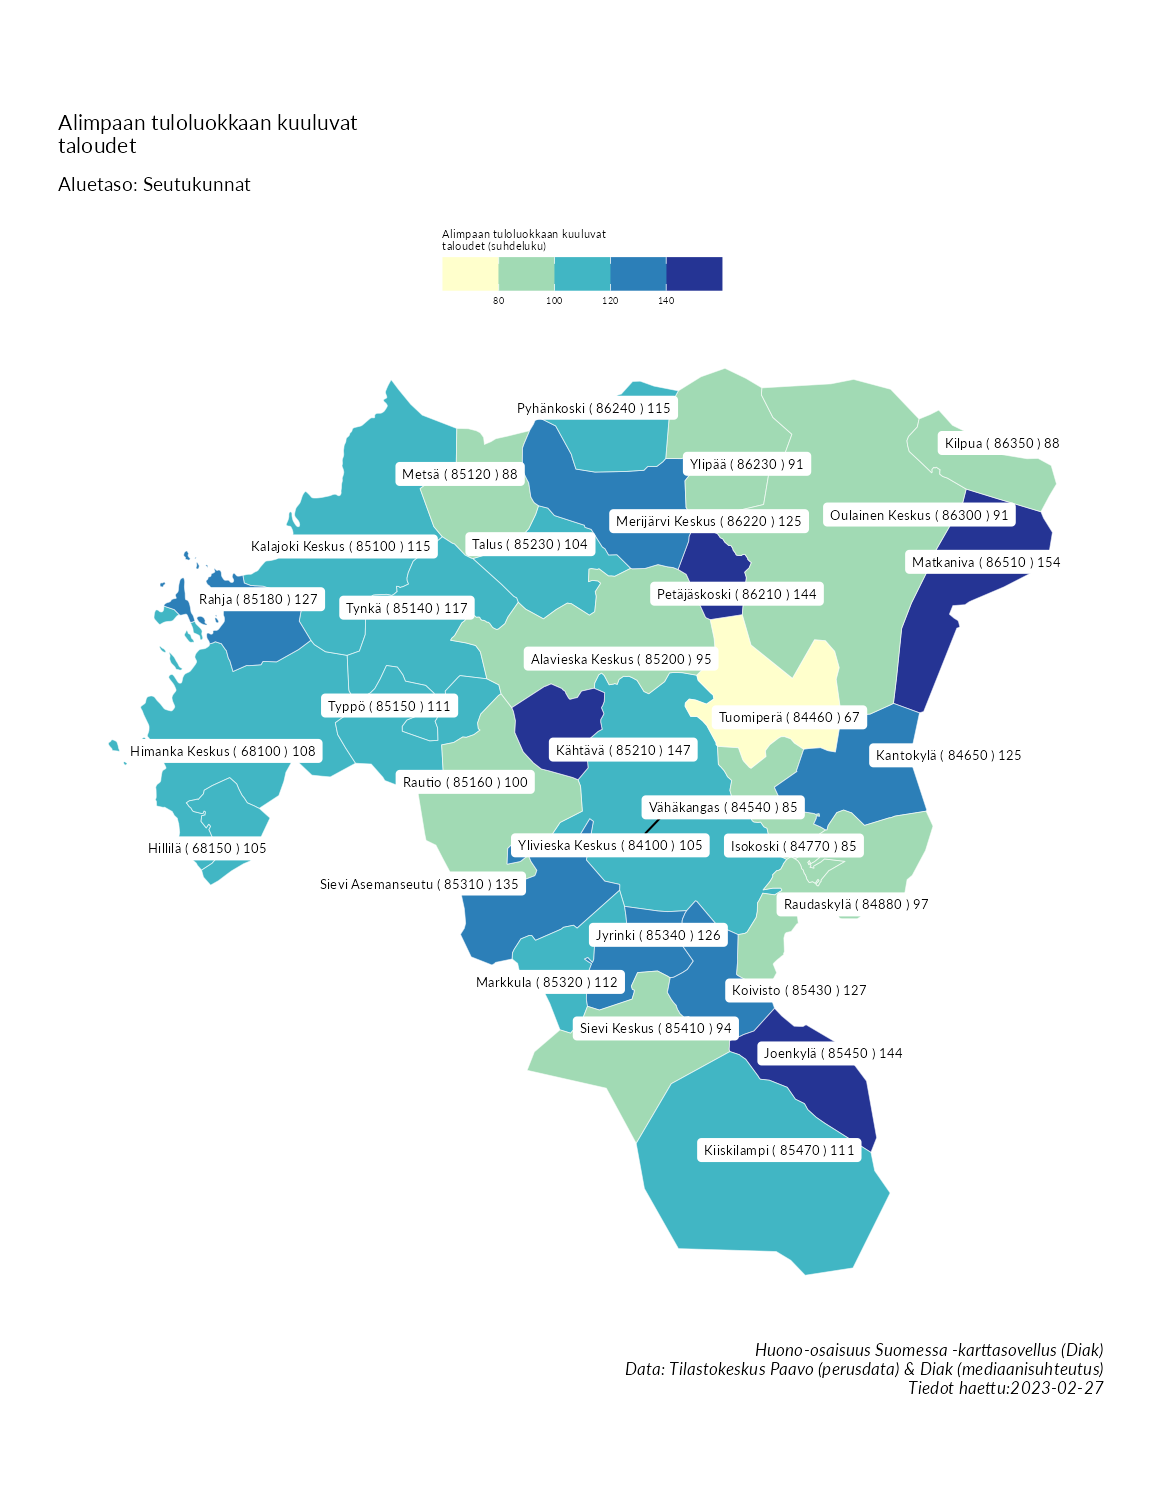 Alimpaan tuloluokkaan kuuluvat
taloudet
Aluetaso: Seutukunnat
Alimpaan tuloluokkaan kuuluvat
taloudet (suhdeluku)
80 100 120 140
Pyhänkoski ( 86240 ) 115
Kilpua ( 86350 ) 88
Ylipää ( 86230 ) 91
Metsä ( 85120 ) 88
Oulainen Keskus ( 86300 ) 91
Merijärvi Keskus ( 86220 ) 125
Talus ( 85230 ) 104
Kalajoki Keskus ( 85100 ) 115
Matkaniva ( 86510 ) 154
Petäjäskoski ( 86210 ) 144
Rahja ( 85180 ) 127
Tynkä ( 85140 ) 117
Alavieska Keskus ( 85200 ) 95
Typpö ( 85150 ) 111
Tuomiperä ( 84460 ) 67
Himanka Keskus ( 68100 ) 108
Kähtävä ( 85210 ) 147
Kantokylä ( 84650 ) 125
Rautio ( 85160 ) 100
Vähäkangas ( 84540 ) 85
Hillilä ( 68150 ) 105
Ylivieska Keskus ( 84100 ) 105
Isokoski ( 84770 ) 85
Sievi Asemanseutu ( 85310 ) 135
Raudaskylä ( 84880 ) 97
Jyrinki ( 85340 ) 126
Markkula ( 85320 ) 112
Koivisto ( 85430 ) 127
Sievi Keskus ( 85410 ) 94
Joenkylä ( 85450 ) 144
Kiiskilampi ( 85470 ) 111
Huono-osaisuus Suomessa -karttasovellus (Diak)
Data: Tilastokeskus Paavo (perusdata) & Diak (mediaanisuhteutus)
Tiedot haettu:2023-02-27